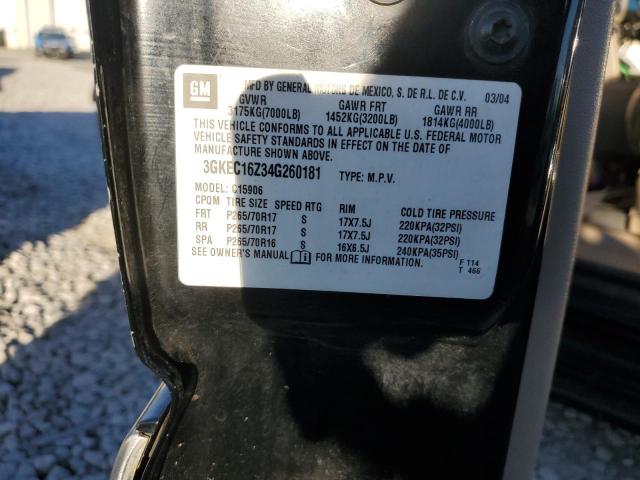 GM
MFD BY GENERAL MOTORS DE MEXICO, S. DE R.L. DE C.V. 03/04
GVWR GAWR FRT GAWR RR
3175KG(7000LB) 1452KG(3200LB) 1814KG(4000LB)
THIS VEHICLE CONFORMS TO ALL APPLICABLE U.S. FEDERAL MOTOR
VEHICLE SAFETY STANDARDS IN EFFECT ON THE DATE OF
MANUFACTURE SHOWN ABOVE.
3GKEC16Z34G260181 TYPE: M.P.V.
MODEL: C15906
CPOM TIRE SIZE SPEED RTG RIM COLD TIRE PRESSURE
FRT P265/70R17 S 17X7.5J 220KPA(32PSI)
RR P265/70R17 S 17X7.5J 220KPA(32PSI)
SPA P265/70R16 S 16X6.5J 240KPA(35PSI)
SEE OWNER'S MANUAL FOR MORE INFORMATION.
F 114
T 466